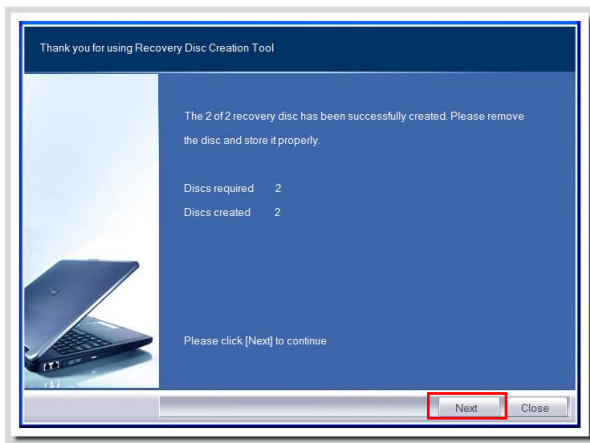 Thank you for using Recovery Disc Creation Tool
The 2 of 2 recovery disc has been successfully created. Please remove
the disc and store it properly.
Discs required 2
Discs created 2
Please click [Next] to continue
Next Close